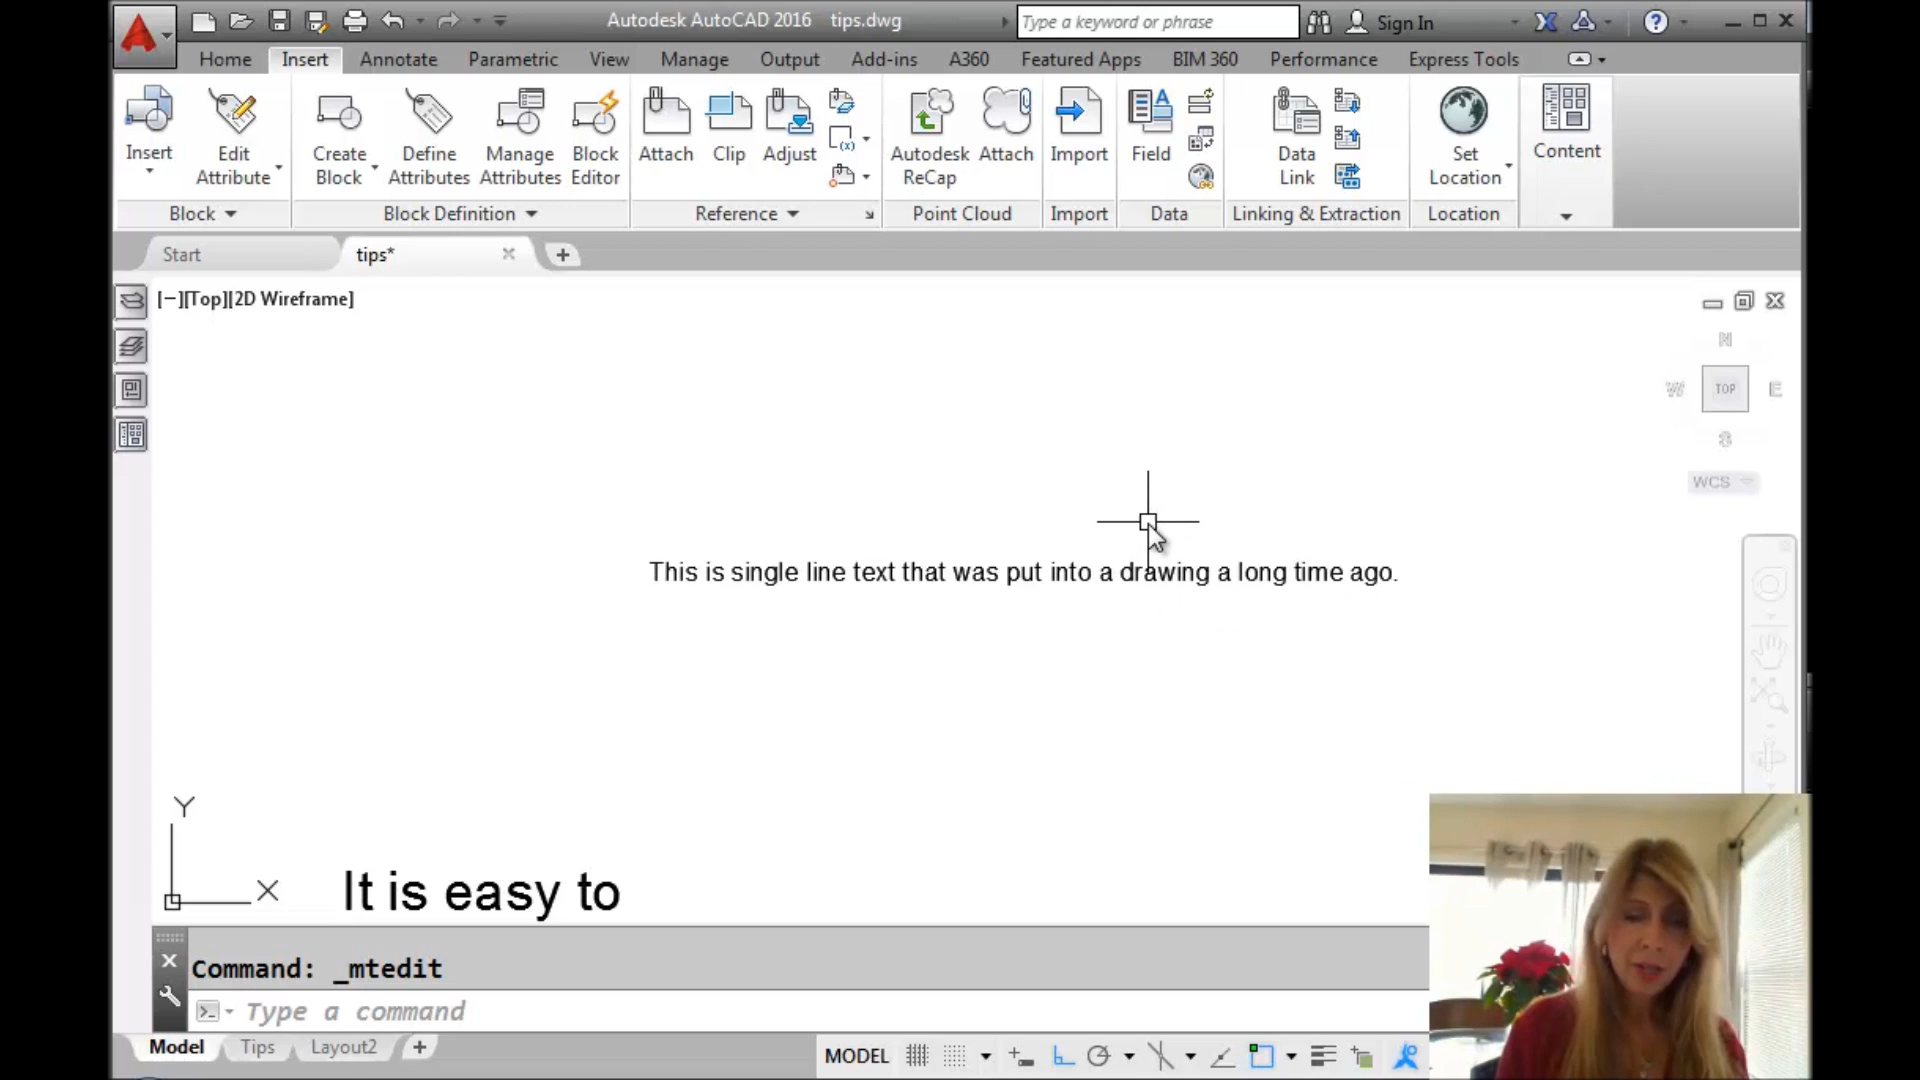 Autodesk AutoCAD 2016 tips.dwg
Type a keyword or phrase
Sign In
Home Insert Annotate Parametric View Manage Output Add-ins A360 Featured Apps BIM 360 Performance Express Tools
Insert
Edit Attribute
Create Block
Define Attributes
Manage Attributes
Block Editor
Attach
Clip
Adjust
Autodesk ReCap
Attach
Import
Field
Data Link
Set Location
Content
Block
Block Definition
Reference
Point Cloud
Import
Data
Linking & Extraction
Location
Start
tips*
[−][Top][2D Wireframe]
N
W TOP E
S
WCS
This is single line text that was put into a drawing a long time ago.
Y
X
It is easy to
Command: _mtedit
Type a command
Model Tips Layout2
MODEL